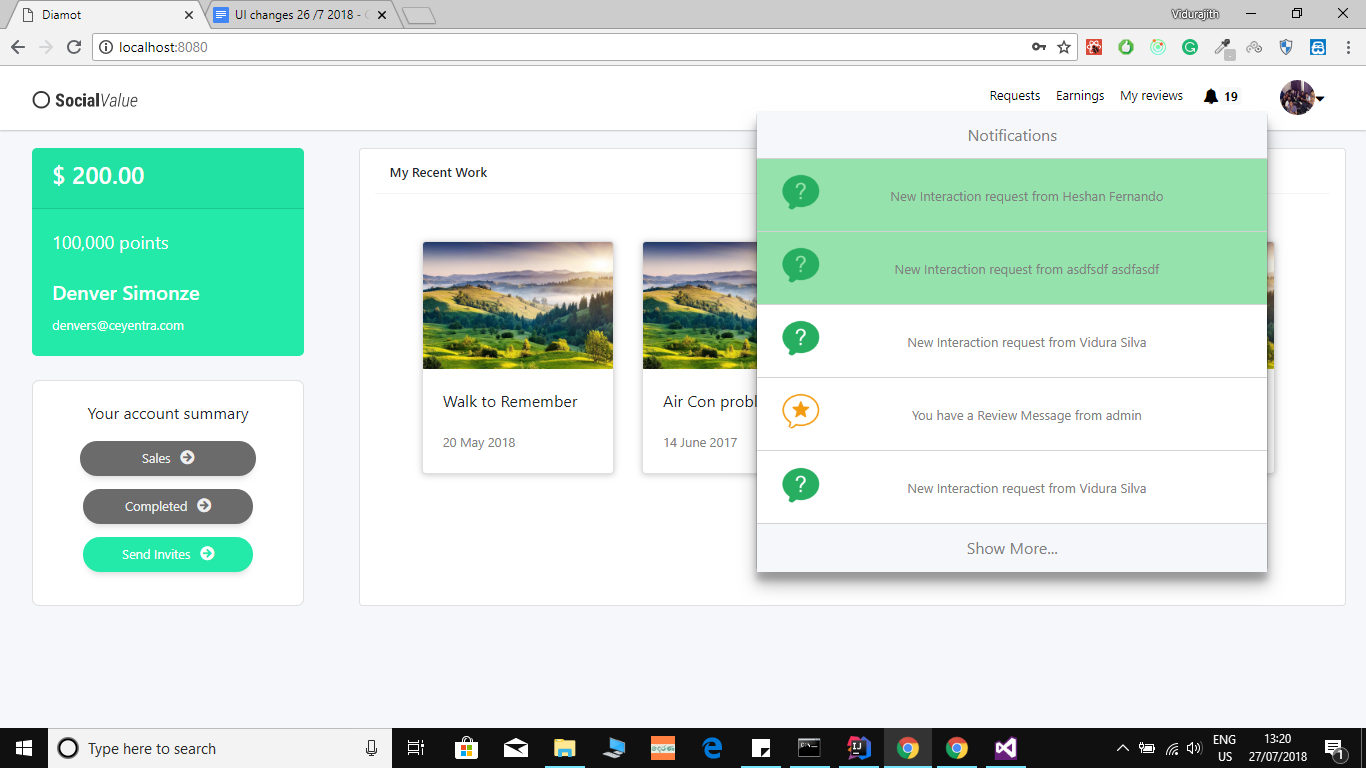 Diamot
UI changes 26 /7 2018 -
Vidurajith
localhost:8080
SocialValue
Requests
Earnings
My reviews
19
Notifications
$ 200.00
100,000 points
Denver Simonze
denvers@ceyentra.com
My Recent Work
New Interaction request from Heshan Fernando
New Interaction request from asdfsdf asdfasdf
New Interaction request from Vidura Silva
You have a Review Message from admin
New Interaction request from Vidura Silva
Show More...
Walk to Remember
20 May 2018
Air Con probl
14 June 2017
Your account summary
Sales
Completed
Send Invites
Type here to search
ENG
US
13:20
27/07/2018
1